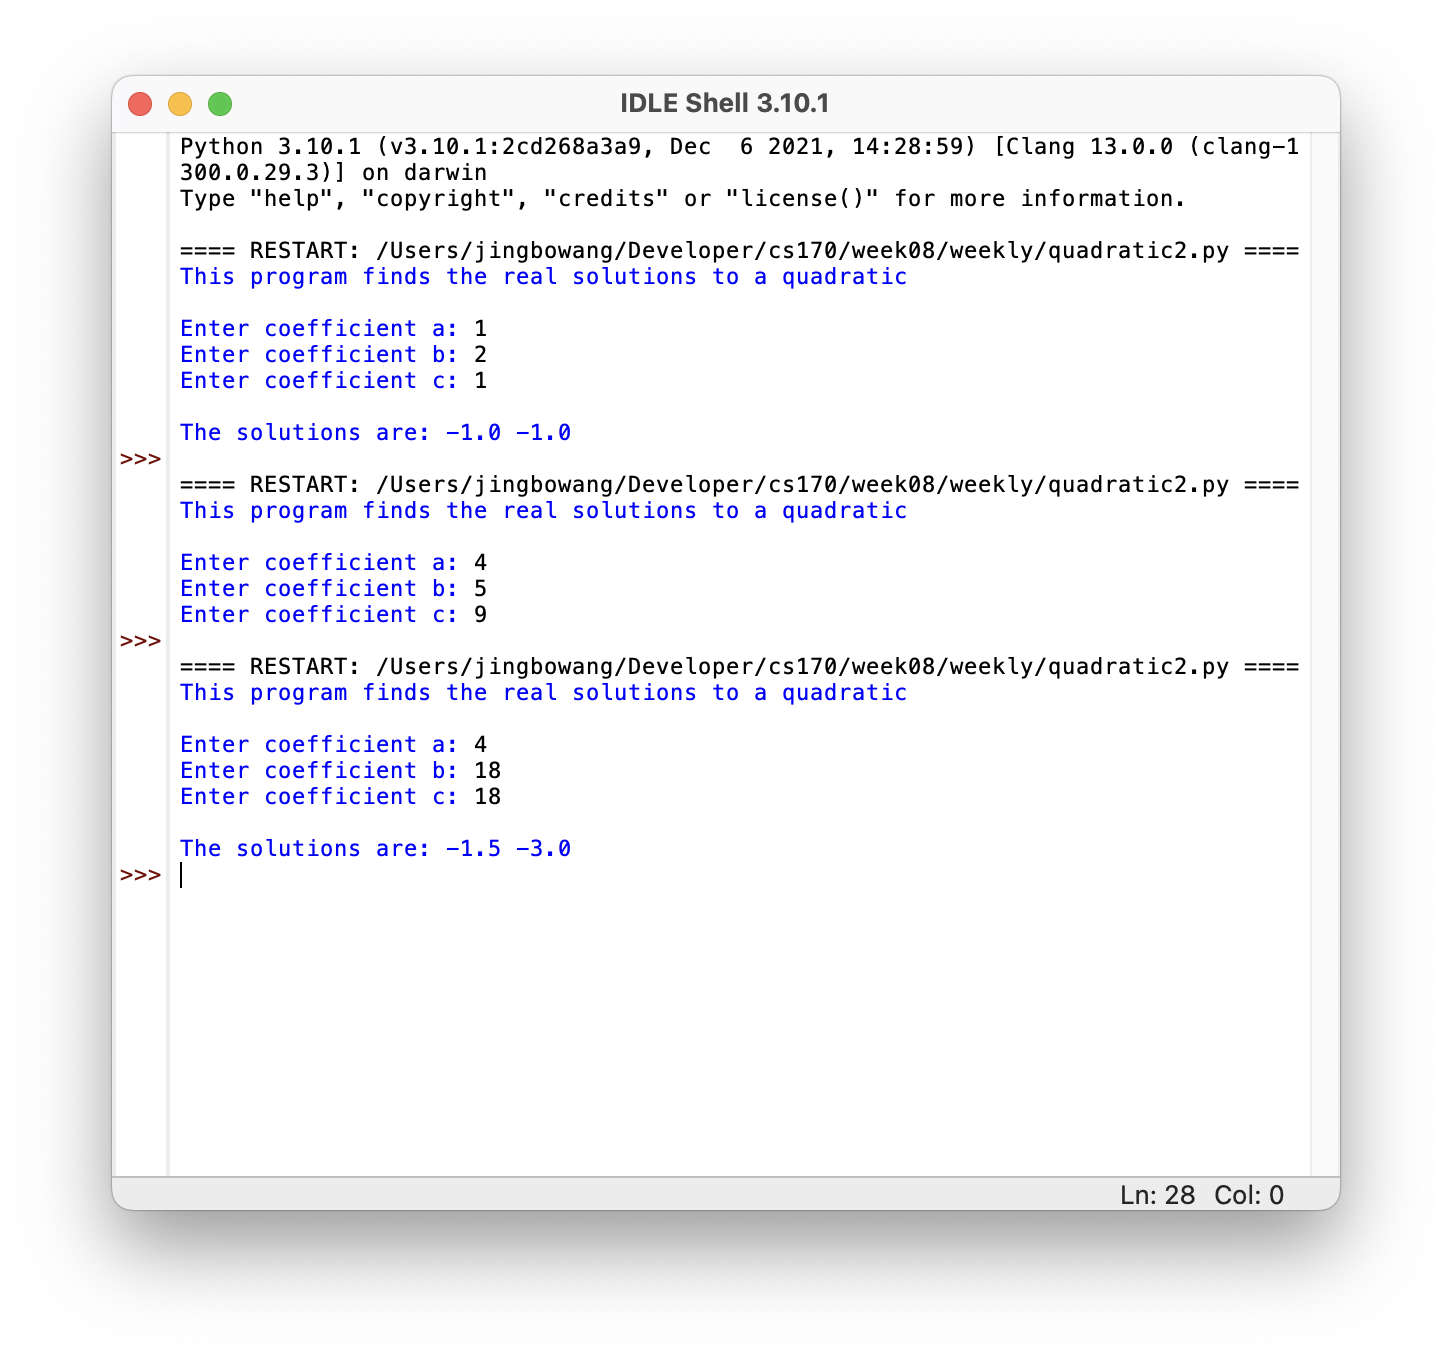 IDLE Shell 3.10.1
Python 3.10.1 (v3.10.1:2cd268a3a9, Dec  6 2021, 14:28:59) [Clang 13.0.0 (clang-1
300.0.29.3)] on darwin
Type "help", "copyright", "credits" or "license()" for more information.
==== RESTART: /Users/jingbowang/Developer/cs170/week08/weekly/quadratic2.py ====
This program finds the real solutions to a quadratic
Enter coefficient a: 1
Enter coefficient b: 2
Enter coefficient c: 1
The solutions are: -1.0 -1.0
>>>
==== RESTART: /Users/jingbowang/Developer/cs170/week08/weekly/quadratic2.py ====
This program finds the real solutions to a quadratic
Enter coefficient a: 4
Enter coefficient b: 5
Enter coefficient c: 9
>>>
==== RESTART: /Users/jingbowang/Developer/cs170/week08/weekly/quadratic2.py ====
This program finds the real solutions to a quadratic
Enter coefficient a: 4
Enter coefficient b: 18
Enter coefficient c: 18
The solutions are: -1.5 -3.0
>>>
Ln: 28 Col: 0